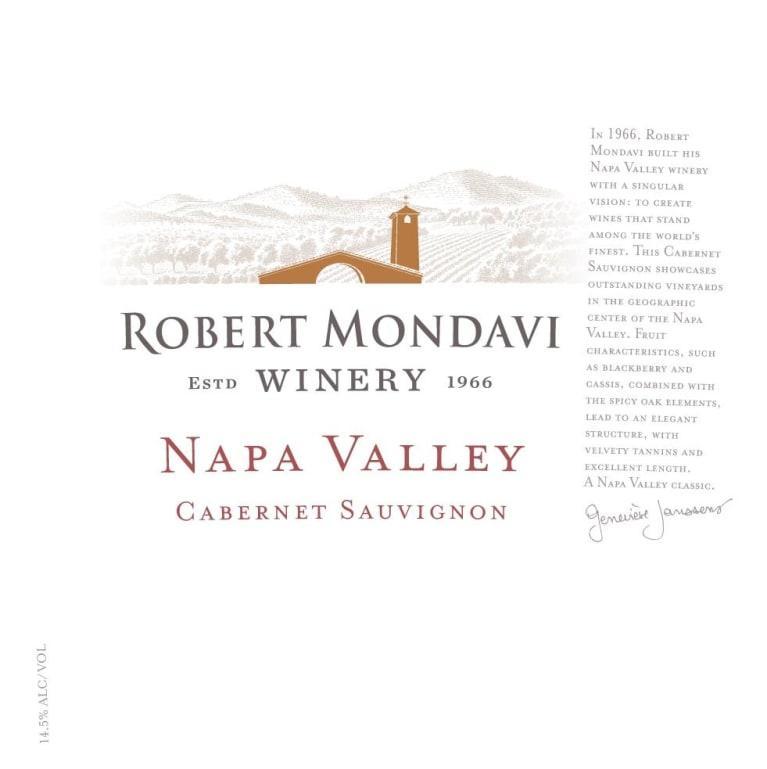 ROBERT MONDAVI
ESTD WINERY 1966
NAPA VALLEY
CABERNET SAUVIGNON
IN 1966, ROBERT
MONDAVI BUILT HIS
NAPA VALLEY WINERY
WITH A SINGULAR
VISION: TO CREATE
WINES THAT STAND
AMONG THE WORLD'S
FINEST. THIS CABERNET
SAUVIGNON SHOWCASES
OUTSTANDING VINEYARDS
IN THE GEOGRAPHIC
CENTER OF THE NAPA
VALLEY. FRUIT
CHARACTERISTICS, SUCH
AS BLACKBERRY AND
CASSIS, COMBINED WITH
THE SPICY OAK ELEMENTS,
LEAD TO AN ELEGANT
STRUCTURE, WITH
VELVETY TANNINS AND
EXCELLENT LENGTH.
A NAPA VALLEY CLASSIC.
Geneviève Janssens
14.5% ALC/VOL